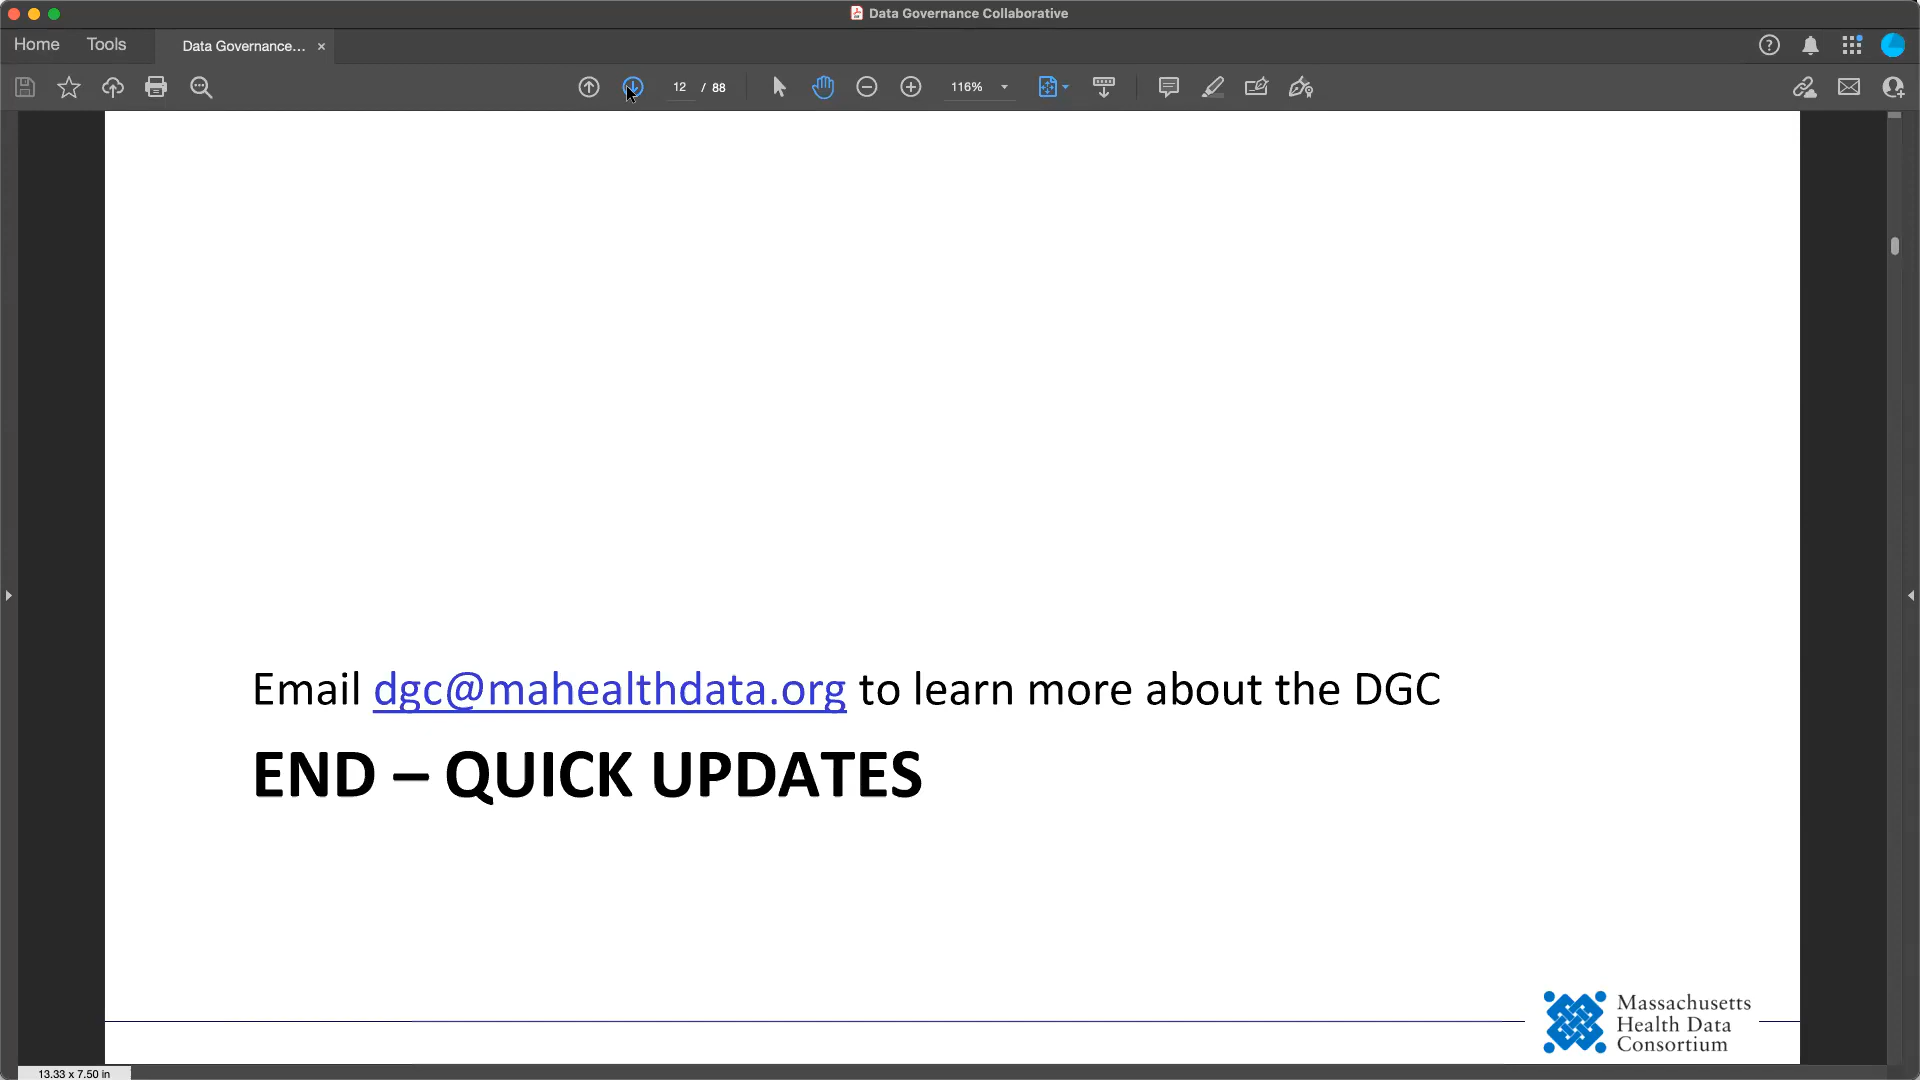 Data Governance Collaborative
Home Tools Data Governance... ×
12 / 88 116%
Email dgc@mahealthdata.org to learn more about the DGC
END – QUICK UPDATES
Massachusetts
Health Data
Consortium
13.33 x 7.50 in